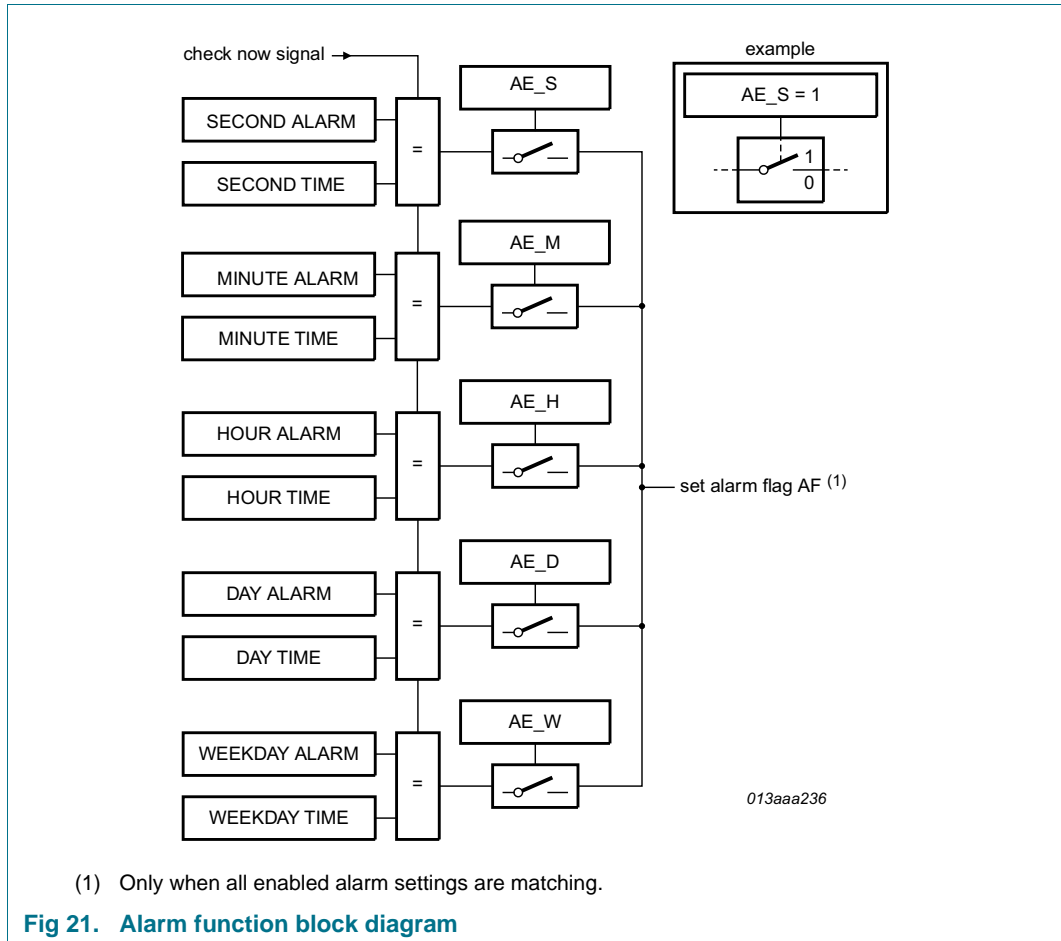 check now signal
example
AE_S
AE_S = 1
SECOND ALARM
=
1
0
SECOND TIME
AE_M
MINUTE ALARM
=
MINUTE TIME
AE_H
HOUR ALARM
=
HOUR TIME
set alarm flag AF (1)
AE_D
DAY ALARM
=
DAY TIME
AE_W
WEEKDAY ALARM
=
WEEKDAY TIME
013aaa236
(1) Only when all enabled alarm settings are matching.
Fig 21. Alarm function block diagram